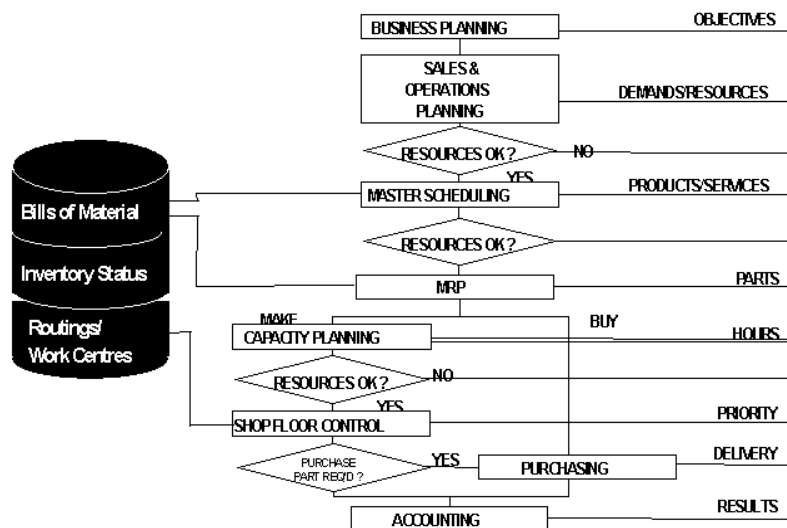 BUSINESS PLANNING
OBJECTIVES
SALES &
OPERATIONS
PLANNING
DEMANDS/RESOURCES
RESOURCES OK?
NO
YES
MASTER SCHEDULING
PRODUCTS/SERVICES
Bills of Material
RESOURCES OK?
Inventory Status
MRP
PARTS
MAKE
BUY
Routings/
Work Centres
CAPACITY PLANNING
HOURS
RESOURCES OK?
NO
YES
SHOP FLOOR CONTROL
PRIORITY
PURCHASE
PART REQ'D ?
YES
PURCHASING
DELIVERY
ACCOUNTING
RESULTS